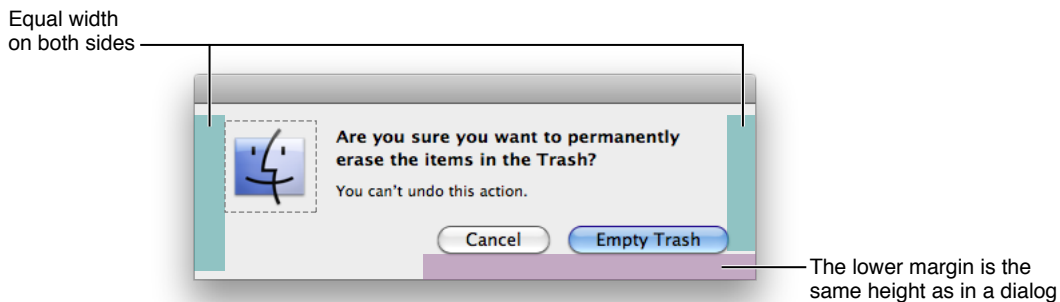 Equal width
on both sides
Are you sure you want to permanently
erase the items in the Trash?
You can't undo this action.
Cancel
Empty Trash
The lower margin is the
same height as in a dialog